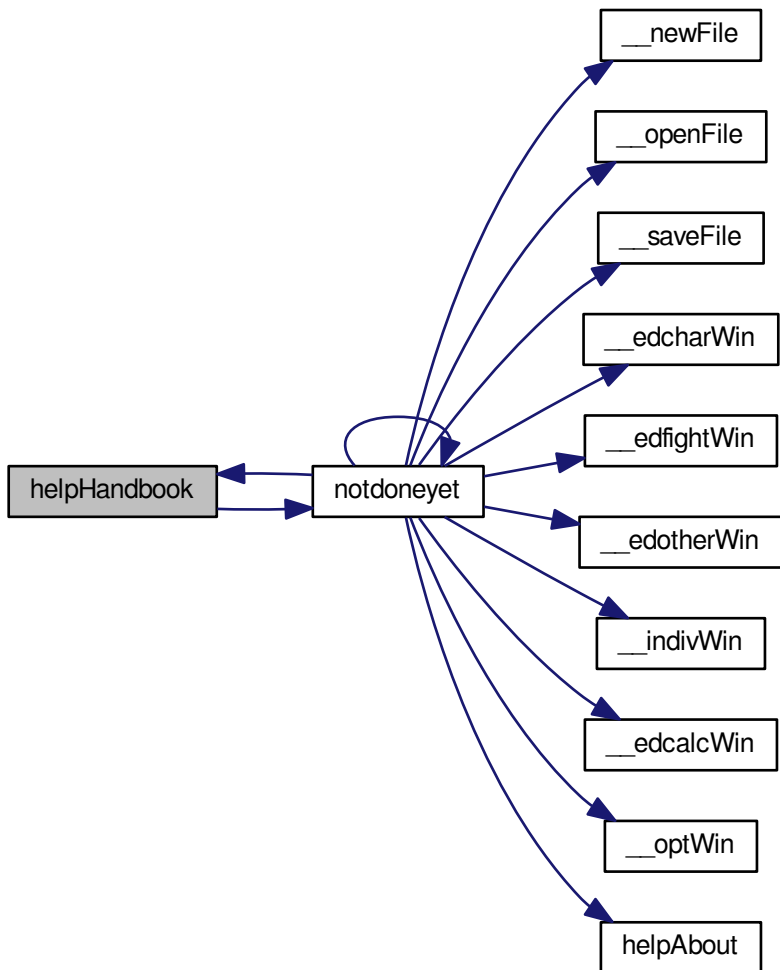 __newFile
__openFile
__saveFile
__edcharWin
__edfightWin
helpHandbook
notdoneyet
__edotherWin
__indivWin
__edcalcWin
__optWin
helpAbout